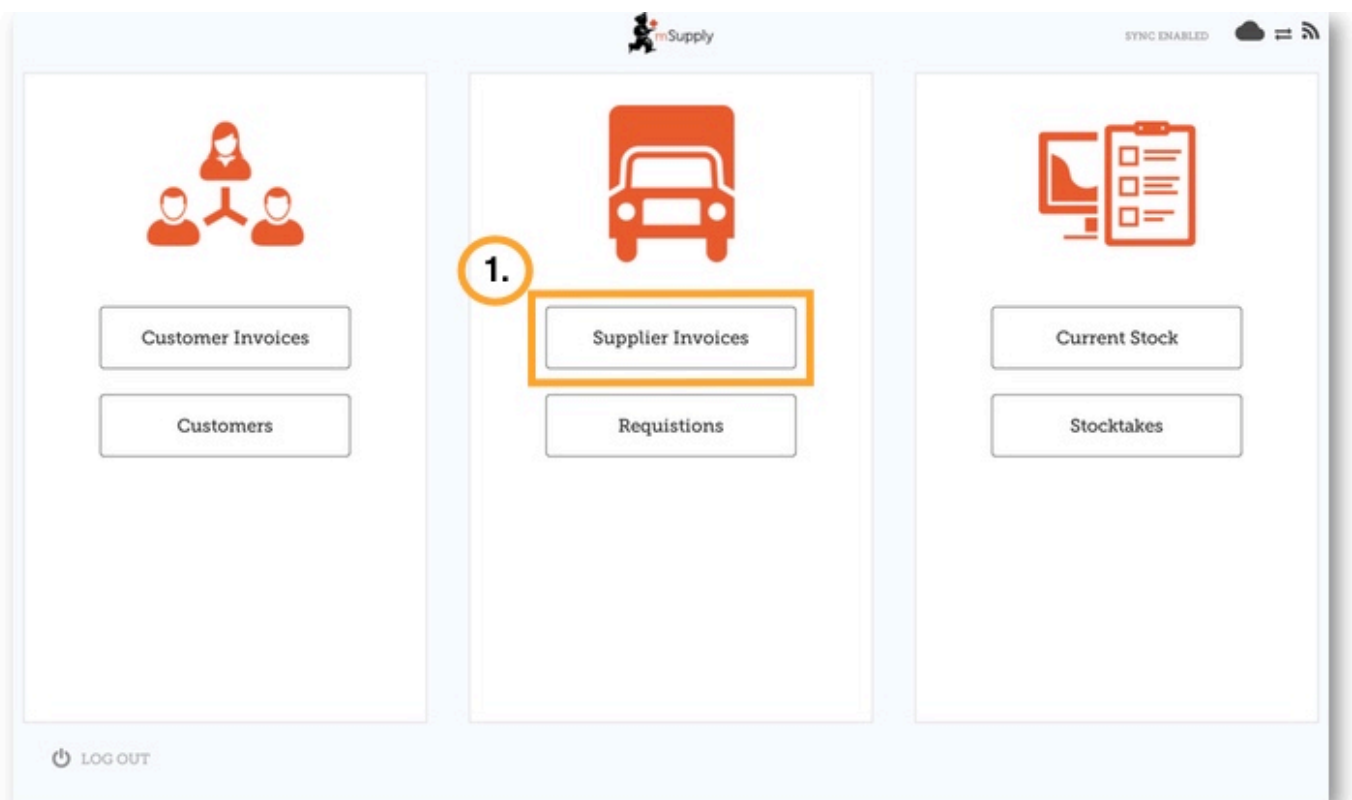 mSupply
SYNC ENABLED
1.
Customer Invoices
Supplier Invoices
Current Stock
Customers
Requistions
Stocktakes
LOG OUT